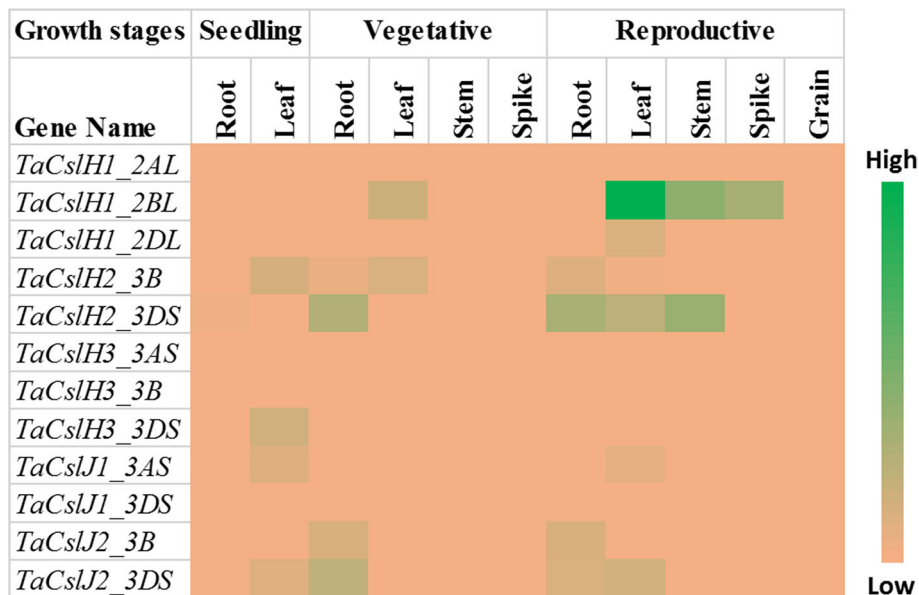 Growth stages Seedling Vegetative Reproductive
Gene Name Root Leaf Root Leaf Stem Spike Root Leaf Stem Spike Grain
TaCslH1_2AL
TaCslH1_2BL
TaCslH1_2DL
TaCslH2_3B
TaCslH2_3DS
TaCslH3_3AS
TaCslH3_3B
TaCslH3_3DS
TaCslJ1_3AS
TaCslJ1_3DS
TaCslJ2_3B
TaCslJ2_3DS
High
Low